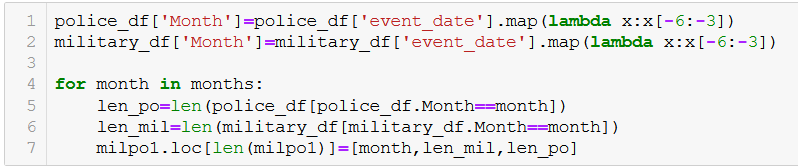 1 police_df['Month']=police_df['event_date'].map(lambda x:x[-6:-3])
2 military_df['Month']=military_df['event_date'].map(lambda x:x[-6:-3])
3
4 for month in months:
5     len_po=len(police_df[police_df.Month==month])
6     len_mil=len(military_df[military_df.Month==month])
7     milpo1.loc[len(milpo1)]=[month,len_mil,len_po]